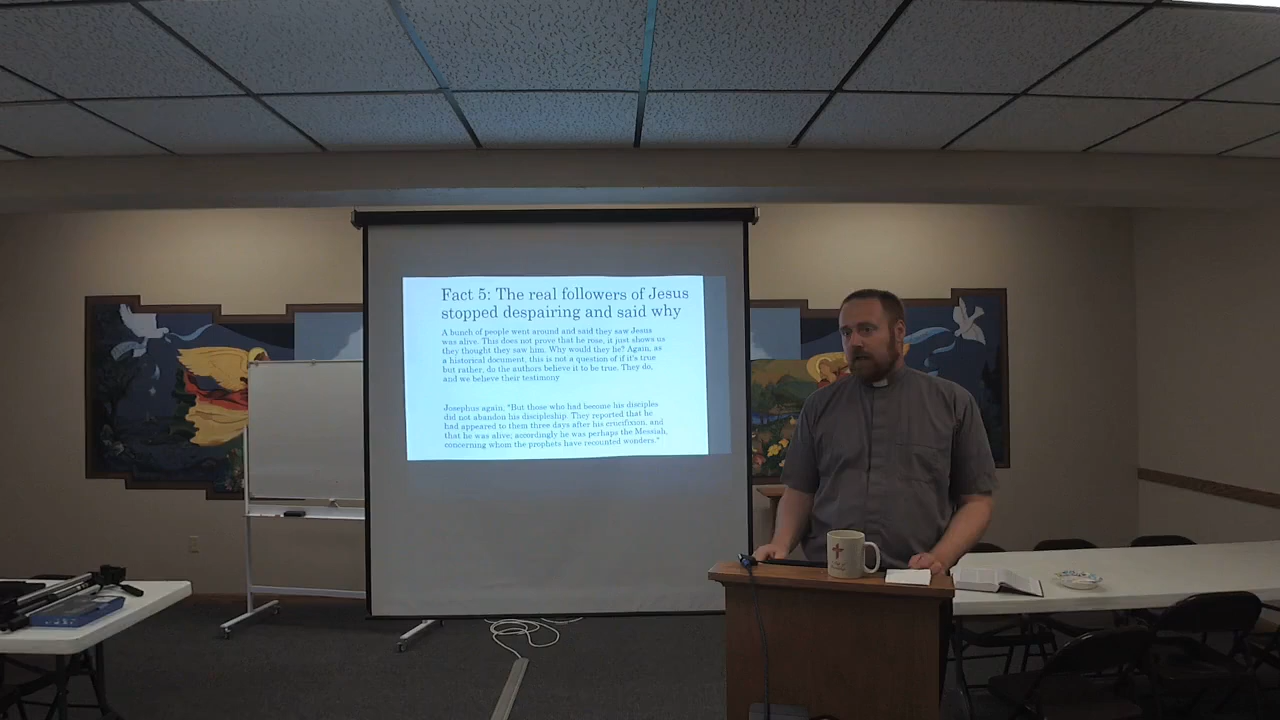 Fact 5: The real followers of Jesus
stopped despairing and said why
A bunch of people went around and said they saw Jesus
was alive. This does not prove that he rose, it just shows us
they thought they saw him. Why would they he? Again, as
a historical document, this is not a question of if it's true
but rather, do the authors believe it to be true. They do,
and we believe their testimony
Josephus again, "But those who had become his disciples
did not abandon his discipleship. They reported that he
had appeared to them three days after his crucifixion, and
that he was alive; accordingly he was perhaps the Messiah,
concerning whom the prophets have recounted wonders."